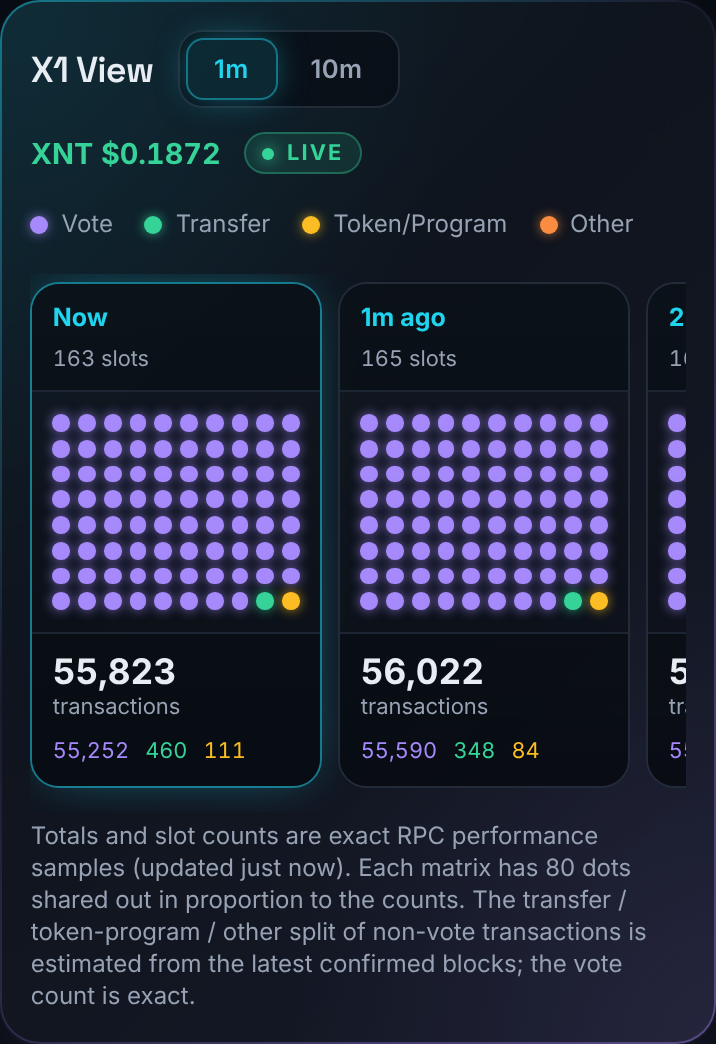 X1 View
1m
10m
XNT $0.1872
LIVE
Vote
Transfer
Token/Program
Other
Now
163 slots
55,823
transactions
55,252 460 111
1m ago
165 slots
56,022
transactions
55,590 348 84
2
Totals and slot counts are exact RPC performance
samples (updated just now). Each matrix has 80 dots
shared out in proportion to the counts. The transfer /
token-program / other split of non-vote transactions is
estimated from the latest confirmed blocks; the vote
count is exact.